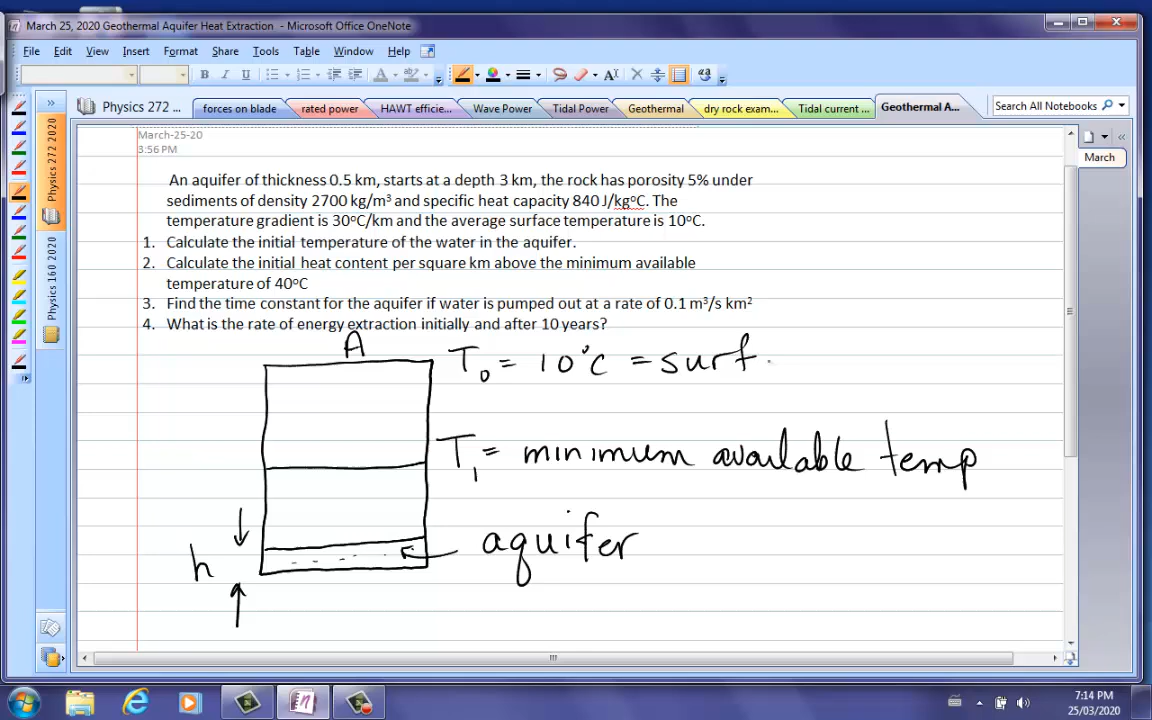 March 25, 2020 Geothermal Aquifer Heat Extraction - Microsoft Office OneNote
File Edit View Insert Format Share Tools Table Window Help
B I U A ab A
Physics 272 ... forces on blade rated power HAWT efficie... Wave Power Tidal Power Geothermal dry rock exam... Tidal current ... Geothermal A... Search All Notebooks
March
Physics 272 2020
Physics 160 2020
March-25-20
3:56 PM
An aquifer of thickness 0.5 km, starts at a depth 3 km, the rock has porosity 5% under
sediments of density 2700 kg/m³ and specific heat capacity 840 J/kg°C. The
temperature gradient is 30°C/km and the average surface temperature is 10°C.
1. Calculate the initial temperature of the water in the aquifer.
2. Calculate the initial heat content per square km above the minimum available
temperature of 40°C
3. Find the time constant for the aquifer if water is pumped out at a rate of 0.1 m³/s km²
4. What is the rate of energy extraction initially and after 10 years?
A
T₀ = 10°C = surf
T₁ = minimum available temp
aquifer
h
7:14 PM
25/03/2020